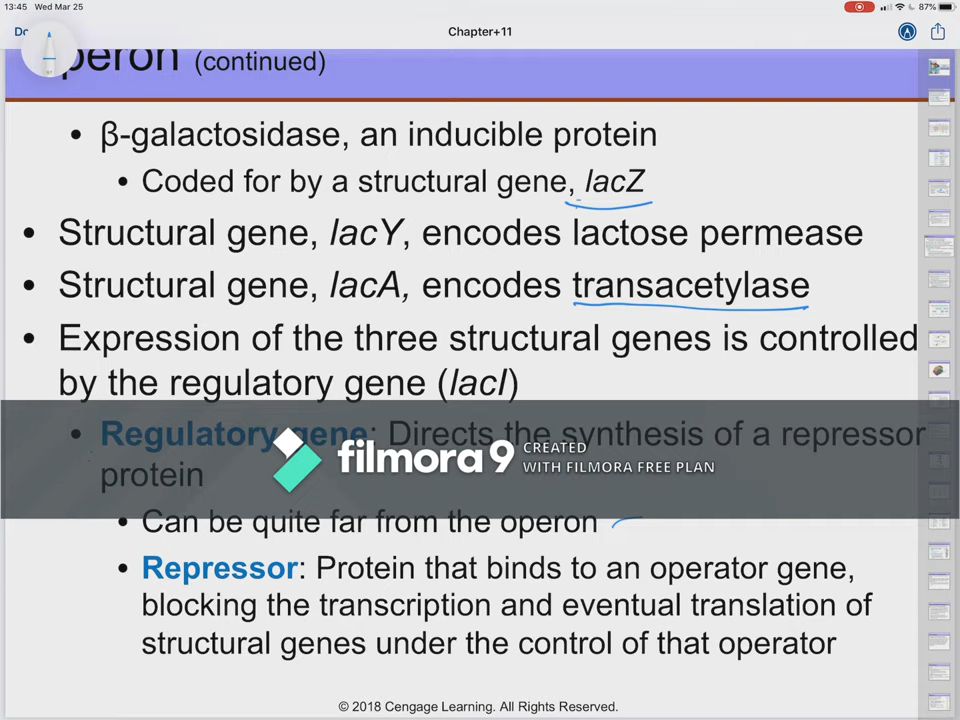 13:45 Wed Mar 25
87%
Chapter+11
peron (continued)
• β-galactosidase, an inducible protein
• Coded for by a structural gene, lacZ
• Structural gene, lacY, encodes lactose permease
• Structural gene, lacA, encodes transacetylase
• Expression of the three structural genes is controlled
by the regulatory gene (lacI)
• Regulatory gene: Directs the synthesis of a repressor
protein
filmora9 CREATED
WITH FILMORA FREE PLAN
• Can be quite far from the operon
• Repressor: Protein that binds to an operator gene,
blocking the transcription and eventual translation of
structural genes under the control of that operator
© 2018 Cengage Learning. All Rights Reserved.